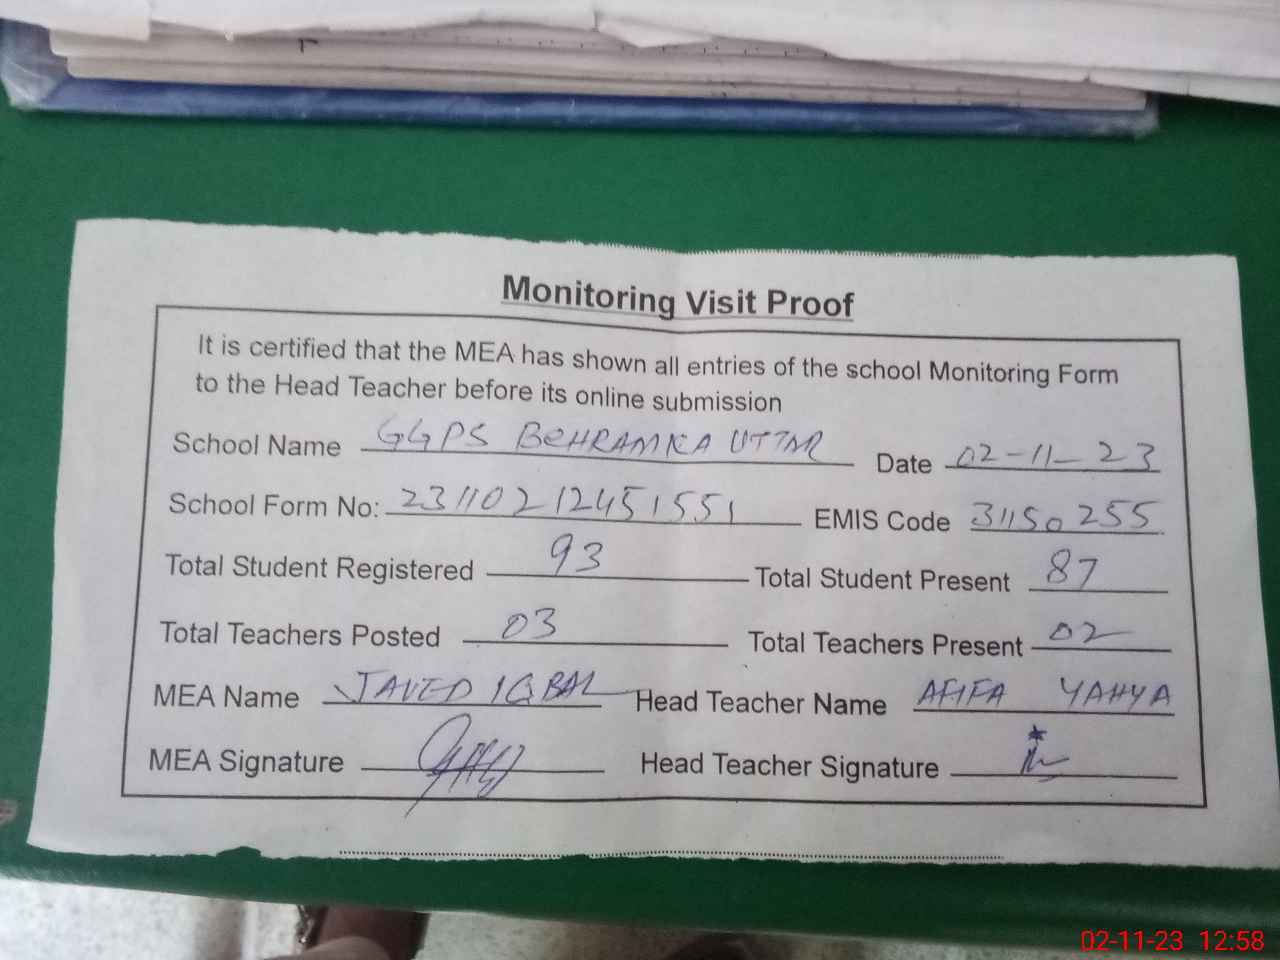 Monitoring Visit Proof
It is certified that the MEA has shown all entries of the school Monitoring Form
to the Head Teacher before its online submission
School Name GGPS BEHRAMKA UTTAR Date 02-11-23
School Form No: 23110212451551 EMIS Code 31150255
Total Student Registered 93 Total Student Present 87
Total Teachers Posted 03 Total Teachers Present 02
MEA Name JAVED IQBAL Head Teacher Name AFIFA YAHYA
MEA Signature Head Teacher Signature
02-11-23 12:58